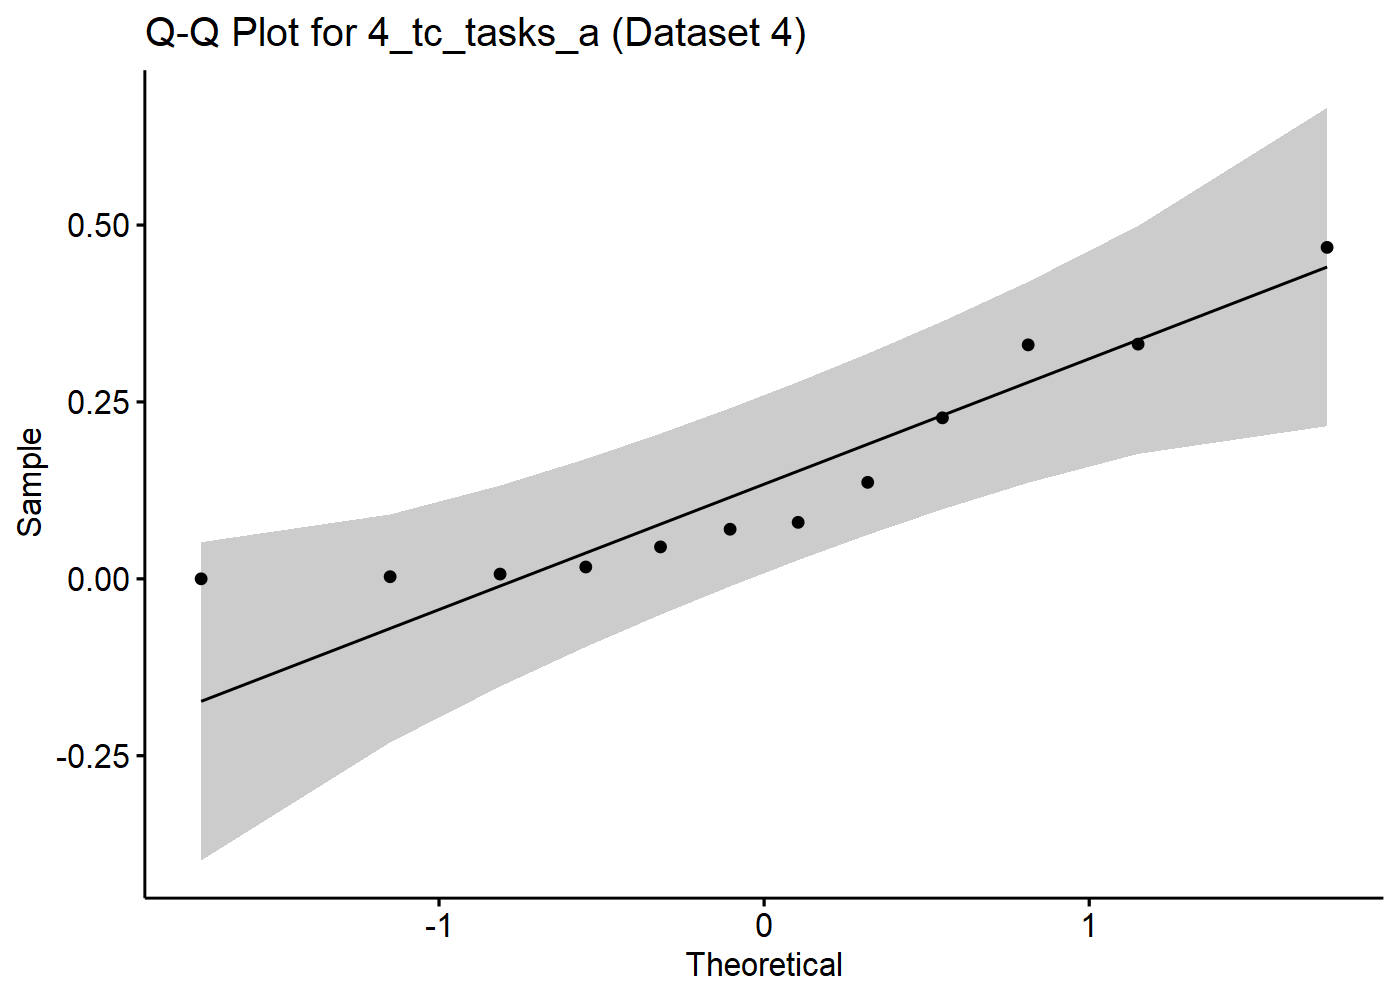 Q-Q Plot for 4_tc_tasks_a (Dataset 4)
0.50
0.25
0.00
-0.25
Sample
-1
0
1
Theoretical